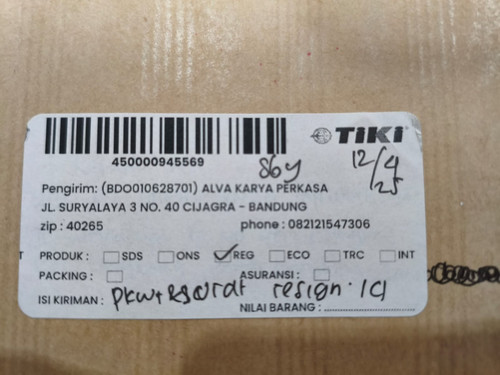 TIKI
450000945569
Sby
12/4
25
Pengirim: (BDO010628701) ALVA KARYA PERKASA
JL. SURYALAYA 3 NO. 40 CIJAGRA - BANDUNG
zip : 40265 phone : 082121547306
PRODUK : SDS ONS REG ECO TRC INT
PACKING : ASURANSI :
ISI KIRIMAN : resign
NILAI BARANG :